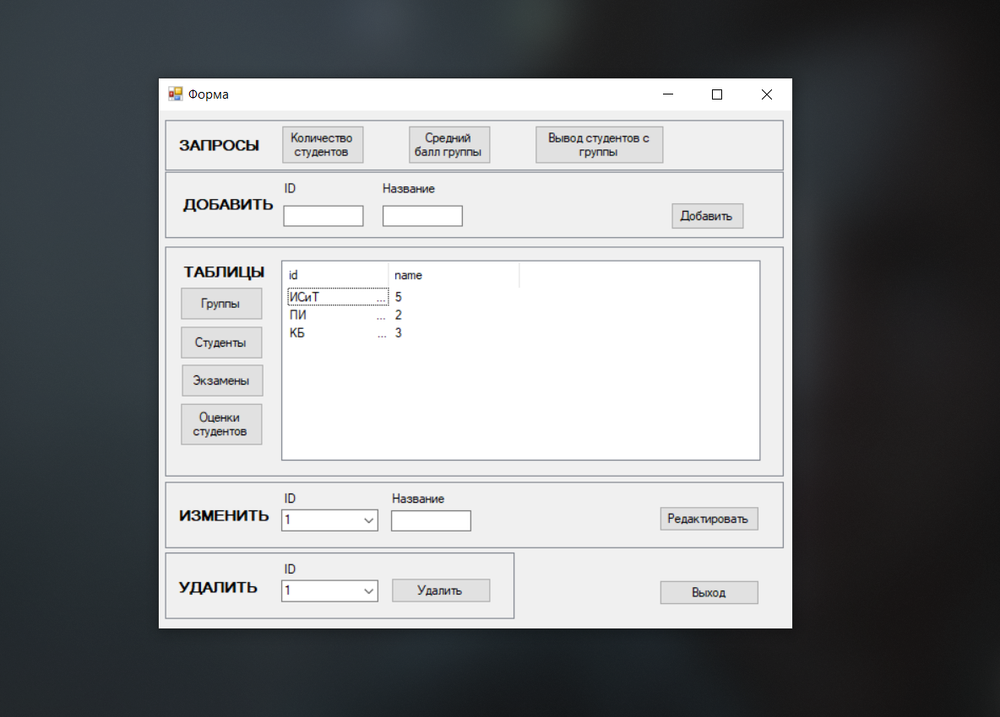 Форма
ЗАПРОСЫ
Количество
студентов
Средний
балл группы
Вывод студентов с
группы
ДОБАВИТЬ
ID
Название
Добавить
ТАБЛИЦЫ
Группы
Студенты
Экзамены
Оценки
студентов
id name
ИСиТ ... 5
ПИ ... 2
КБ ... 3
ИЗМЕНИТЬ
ID
1
Название
Редактировать
УДАЛИТЬ
ID
1
Удалить
Выход